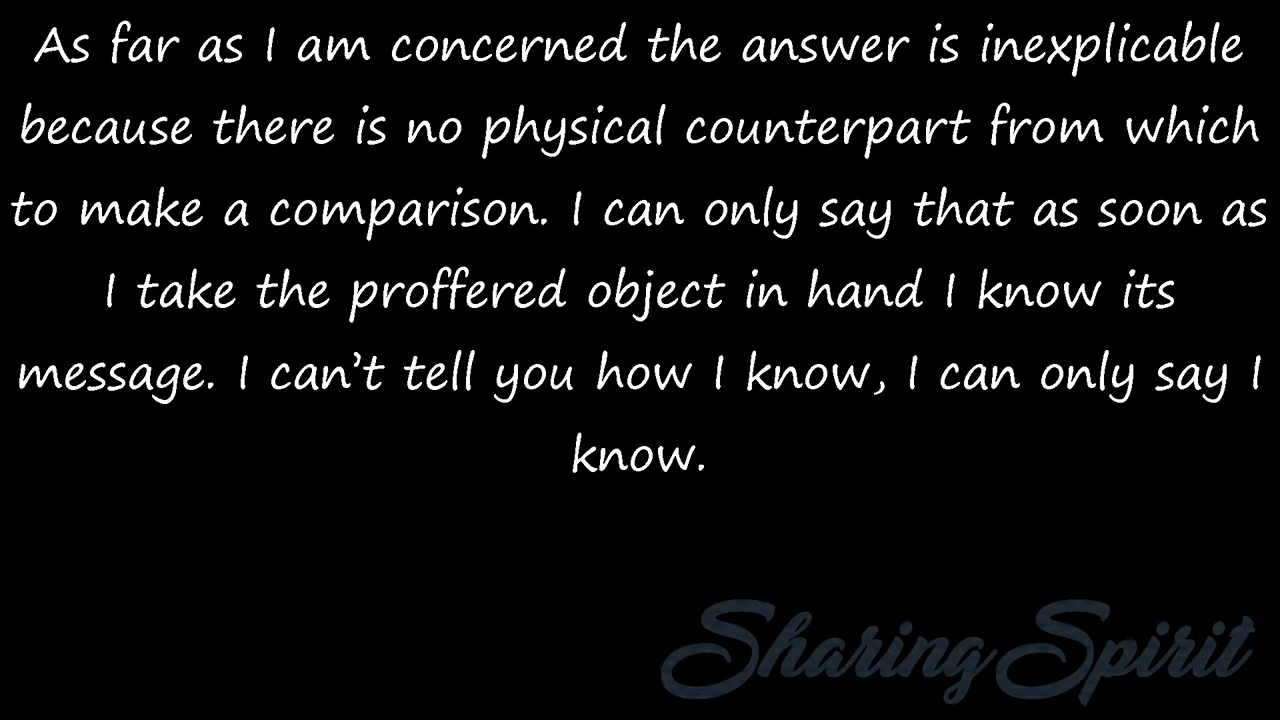 As far as I am concerned the answer is inexplicable
because there is no physical counterpart from which
to make a comparison. I can only say that as soon as
I take the proffered object in hand I know its
message. I can’t tell you how I know, I can only say I
know.
SharingSpirit